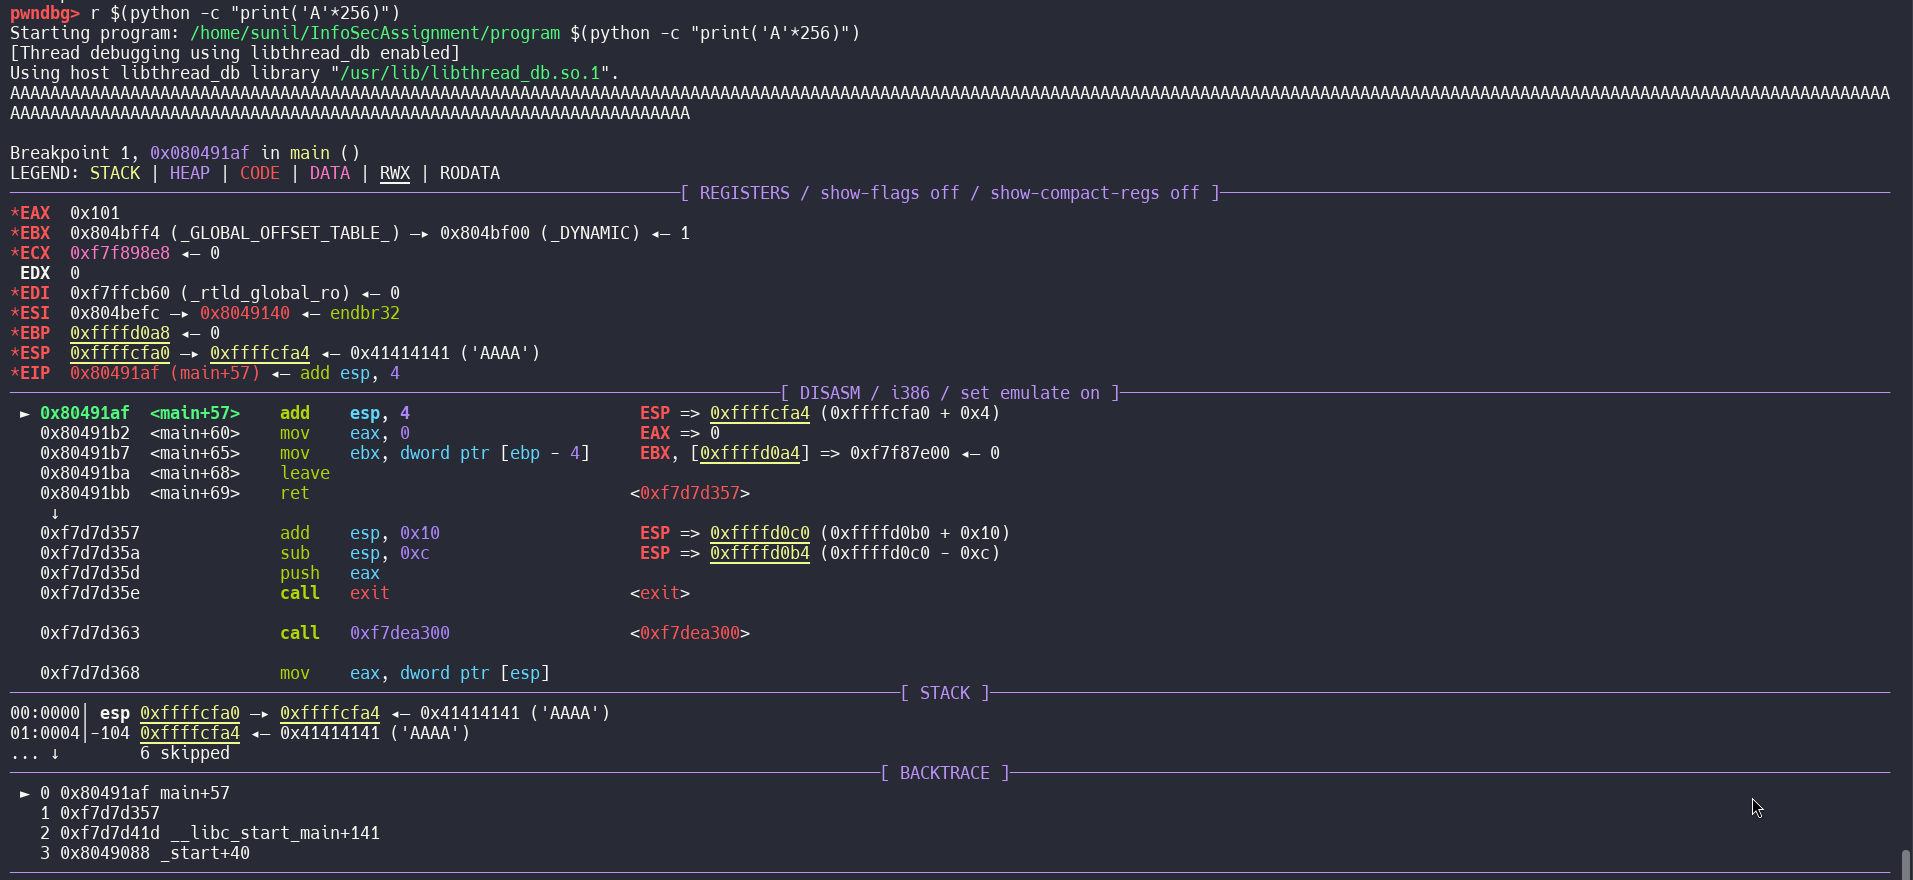 pwndbg> r $(python -c "print('A'*256)")
Starting program: /home/sunil/InfoSecAssignment/program $(python -c "print('A'*256)")
[Thread debugging using libthread_db enabled]
Using host libthread_db library "/usr/lib/libthread_db.so.1".
AAAAAAAAAAAAAAAAAAAAAAAAAAAAAAAAAAAAAAAAAAAAAAAAAAAAAAAAAAAAAAAAAAAAAAAAAAAAAAAAAAAAAAAAAAAAAAAAAAAAAAAAAAAAAAAAAAAAAAAAAAAAAAAAAAAAAAAAAAAAAAAAAAAAAAAAAAAAAAAAAAAAAAAAAAAAAAAAAAAAAAAA
AAAAAAAAAAAAAAAAAAAAAAAAAAAAAAAAAAAAAAAAAAAAAAAAAAAAAAAAAAAAAAAAAAAA
Breakpoint 1, 0x080491af in main ()
LEGEND: STACK | HEAP | CODE | DATA | RWX | RODATA
[ REGISTERS / show-flags off / show-compact-regs off ]
*EAX  0x101
*EBX  0x804bff4 (_GLOBAL_OFFSET_TABLE_) —▸ 0x804bf00 (_DYNAMIC) ◂— 1
*ECX  0xf7f898e8 ◂— 0
 EDX  0
*EDI  0xf7ffcb60 (_rtld_global_ro) ◂— 0
*ESI  0x804befc —▸ 0x8049140 ◂— endbr32
*EBP  0xffffd0a8 ◂— 0
*ESP  0xffffcfa0 —▸ 0xffffcfa4 ◂— 0x41414141 ('AAAA')
*EIP  0x80491af (main+57) ◂— add esp, 4
[ DISASM / i386 / set emulate on ]
 ► 0x80491af  <main+57>    add    esp, 4                       ESP => 0xffffcfa4 (0xffffcfa0 + 0x4)
   0x80491b2  <main+60>    mov    eax, 0                       EAX => 0
   0x80491b7  <main+65>    mov    ebx, dword ptr [ebp - 4]     EBX, [0xffffd0a4] => 0xf7f87e00 ◂— 0
   0x80491ba  <main+68>    leave
   0x80491bb  <main+69>    ret                                <0xf7d7d357>
    ↓
   0xf7d7d357              add    esp, 0x10                    ESP => 0xffffd0c0 (0xffffd0b0 + 0x10)
   0xf7d7d35a              sub    esp, 0xc                     ESP => 0xffffd0b4 (0xffffd0c0 - 0xc)
   0xf7d7d35d              push   eax
   0xf7d7d35e              call   exit                        <exit>
   0xf7d7d363              call   0xf7dea300                  <0xf7dea300>
   0xf7d7d368              mov    eax, dword ptr [esp]
[ STACK ]
00:0000│ esp 0xffffcfa0 —▸ 0xffffcfa4 ◂— 0x41414141 ('AAAA')
01:0004│-104 0xffffcfa4 ◂— 0x41414141 ('AAAA')
... ↓        6 skipped
[ BACKTRACE ]
 ► 0 0x80491af main+57
   1 0xf7d7d357
   2 0xf7d7d41d __libc_start_main+141
   3 0x8049088 _start+40